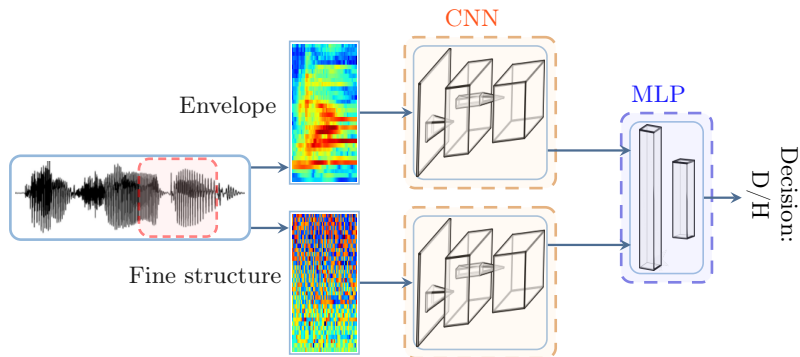 CNN
Envelope
MLP
Fine structure
Decision:
D/H